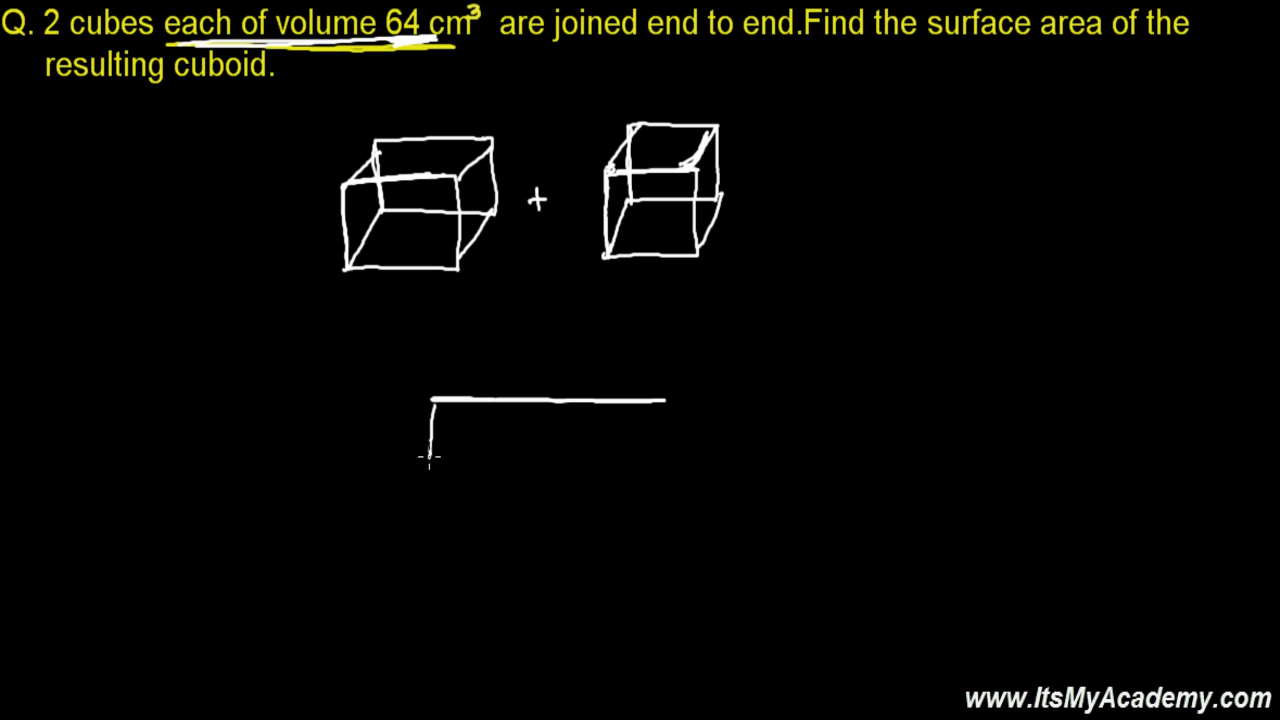 Q. 2 cubes each of volume 64 cm³ are joined end to end.Find the surface area of the
resulting cuboid.
+
www.ItsMyAcademy.com